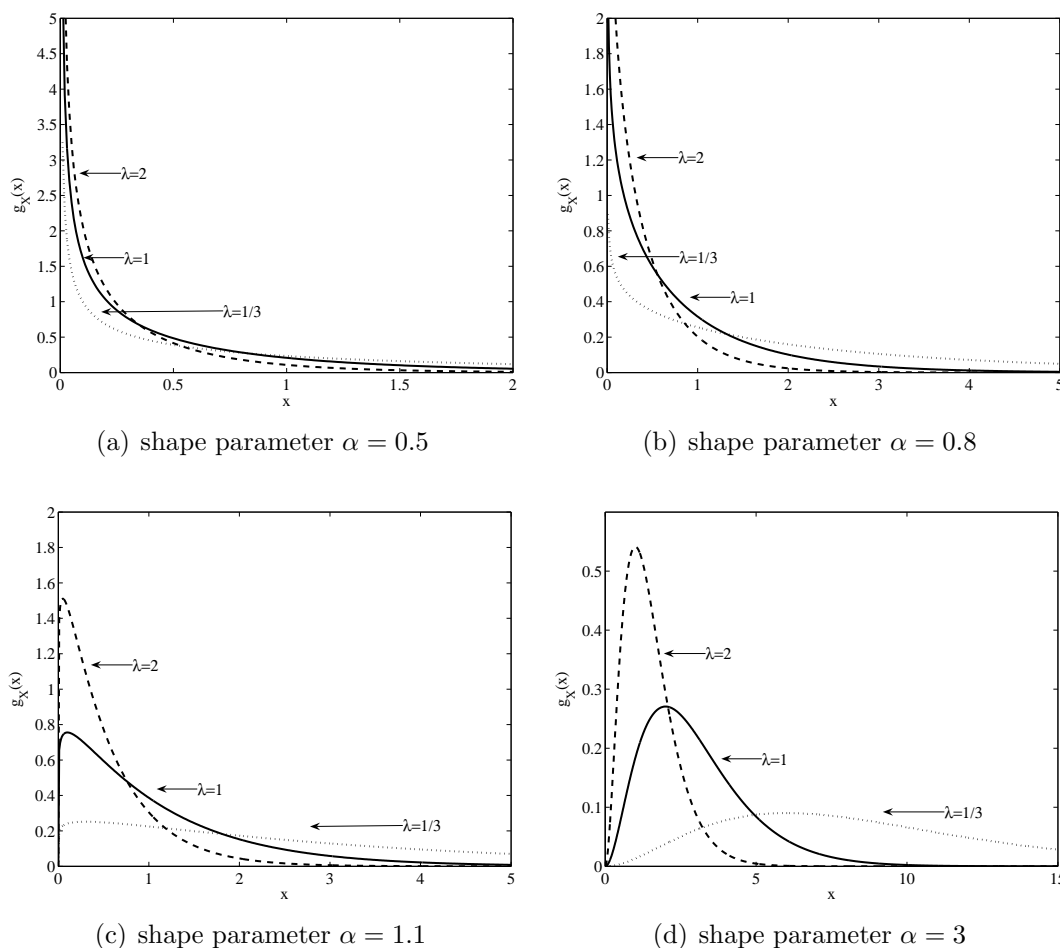 5
4.5
4
3.5
3
2.5
2
1.5
1
0.5
0
g_X(x)
λ=2
λ=1
λ=1/3
0 0.5 1 1.5 2
x
(a) shape parameter α = 0.5
2
1.8
1.6
1.4
1.2
1
0.8
0.6
0.4
0.2
0
g_X(x)
λ=2
λ=1/3
λ=1
0 1 2 3 4 5
x
(b) shape parameter α = 0.8
2
1.8
1.6
1.4
1.2
1
0.8
0.6
0.4
0.2
0
g_X(x)
λ=2
λ=1
λ=1/3
0 1 2 3 4 5
x
(c) shape parameter α = 1.1
0.5
0.4
0.3
0.2
0.1
0
g_X(x)
λ=2
λ=1
λ=1/3
0 5 10 15
x
(d) shape parameter α = 3